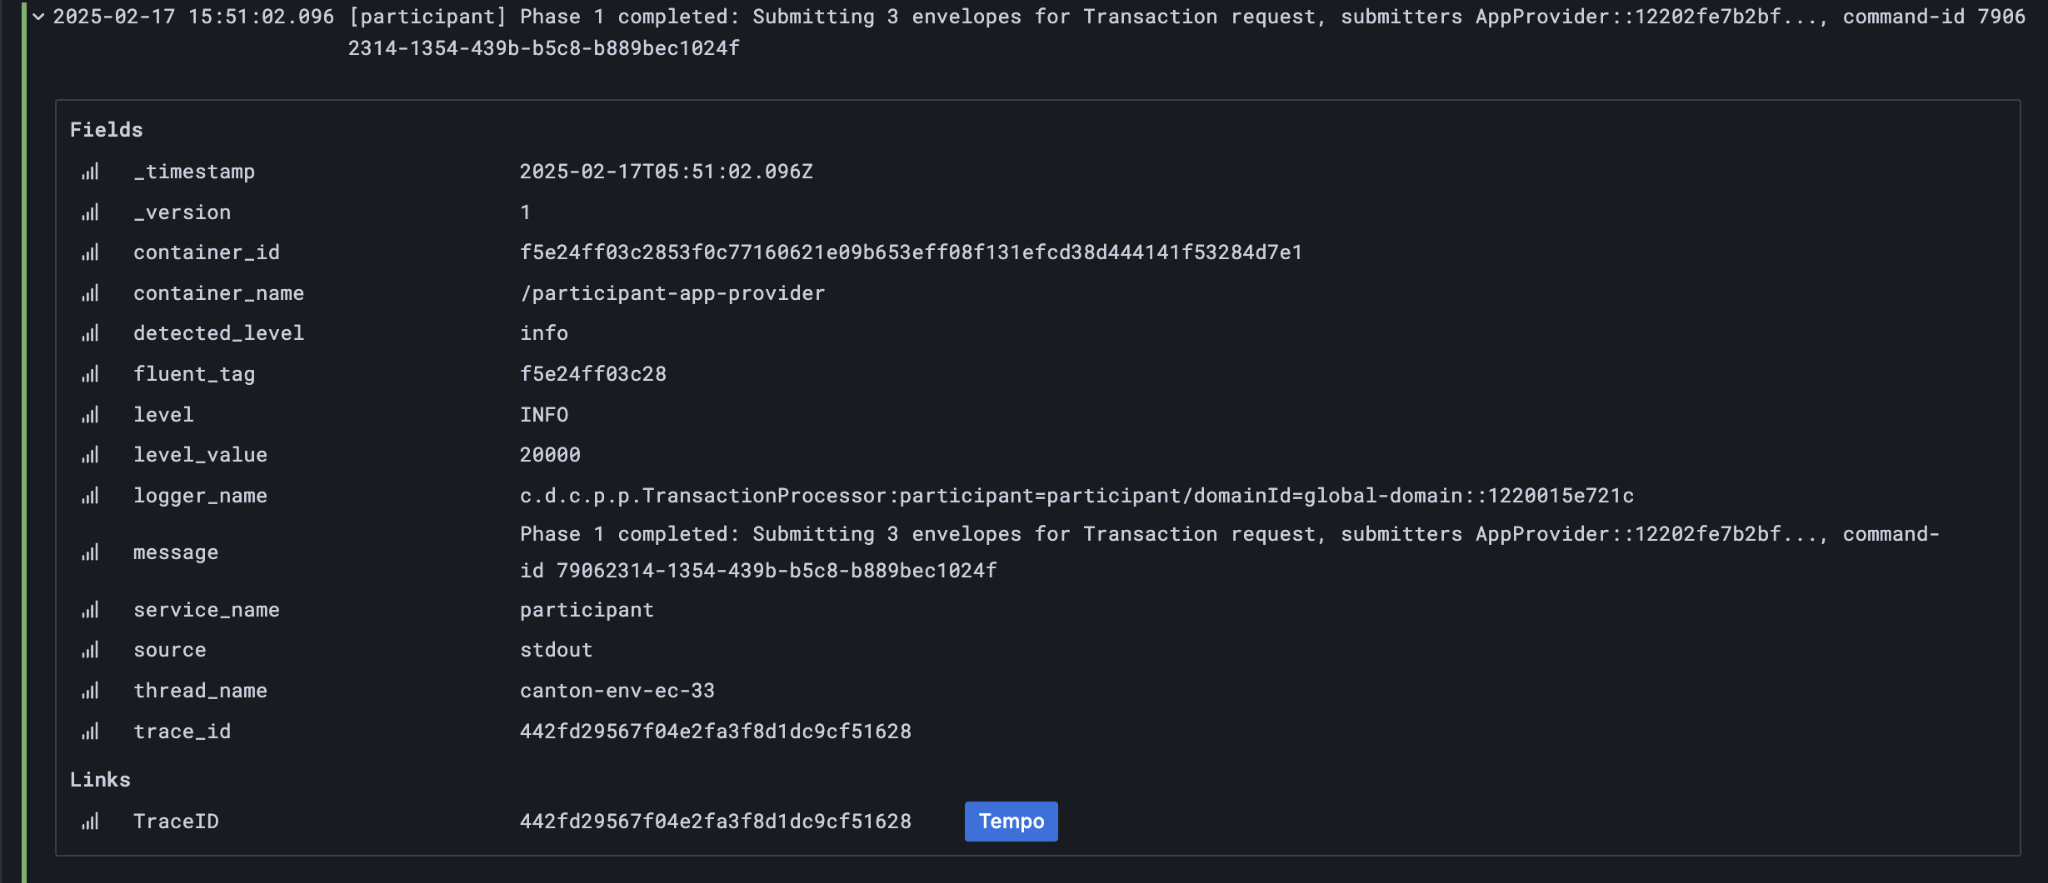 2025-02-17 15:51:02.096 [participant] Phase 1 completed: Submitting 3 envelopes for Transaction request, submitters AppProvider::12202fe7b2bf..., command-id 7906
2314-1354-439b-b5c8-b889bec1024f
Fields
_timestamp 2025-02-17T05:51:02.096Z
_version 1
container_id f5e24ff03c2853f0c77160621e09b653eff08f131efcd38d444141f53284d7e1
container_name /participant-app-provider
detected_level info
fluent_tag f5e24ff03c28
level INFO
level_value 20000
logger_name c.d.c.p.p.TransactionProcessor:participant=participant/domainId=global-domain::1220015e721c
message Phase 1 completed: Submitting 3 envelopes for Transaction request, submitters AppProvider::12202fe7b2bf..., command-
id 79062314-1354-439b-b5c8-b889bec1024f
service_name participant
source stdout
thread_name canton-env-ec-33
trace_id 442fd29567f04e2fa3f8d1dc9cf51628
Links
TraceID 442fd29567f04e2fa3f8d1dc9cf51628 Tempo